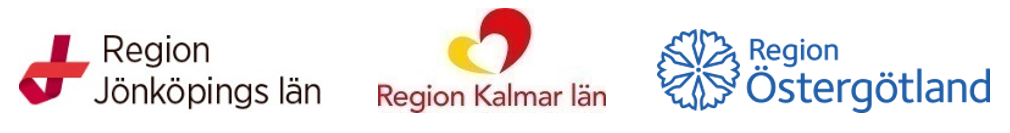 Region
Jönköpings län
Region Kalmar län
Region
Östergötland